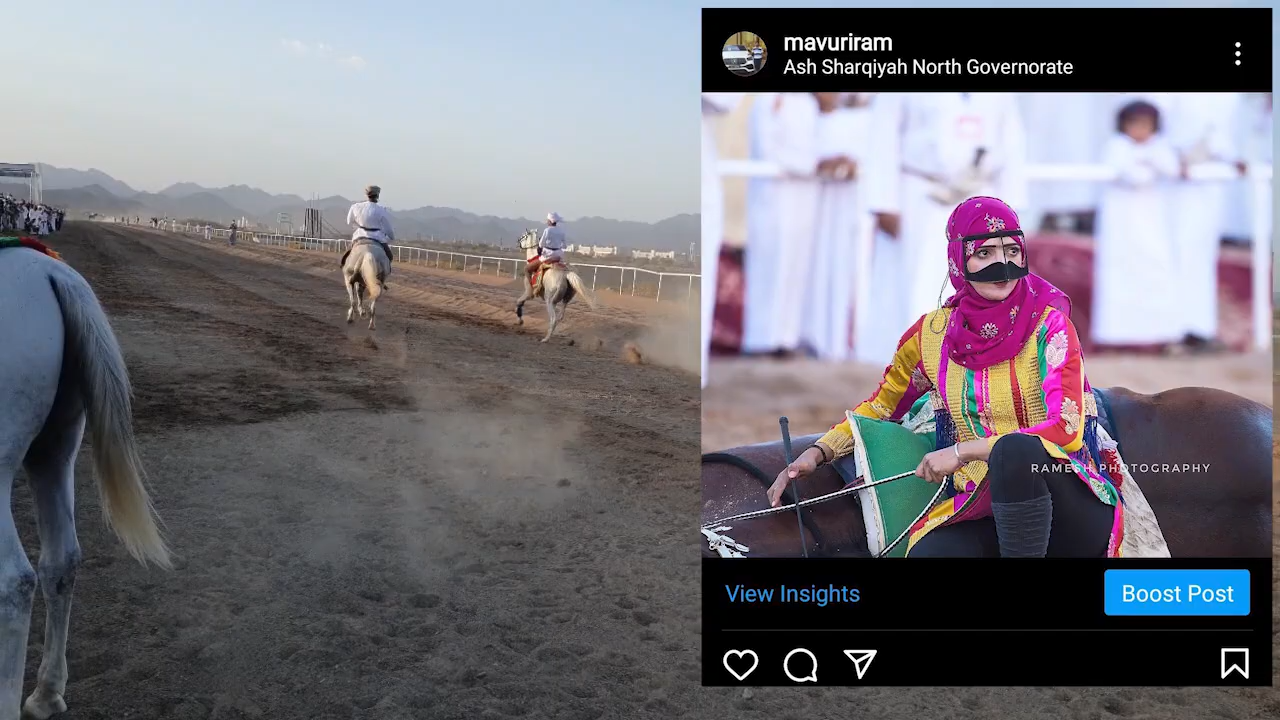 mavuriram
Ash Sharqiyah North Governorate
RAMESH PHOTOGRAPHY
View Insights
Boost Post